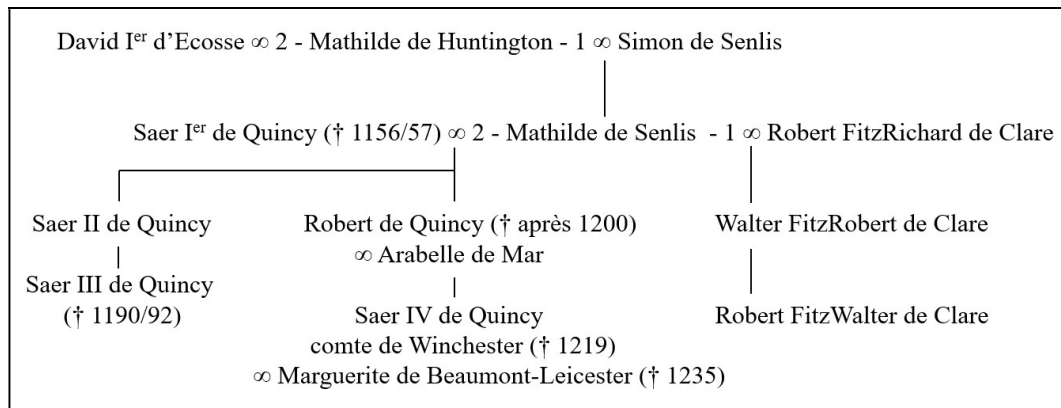 David Iᵉʳ d’Ecosse ∞ 2 - Mathilde de Huntington - 1 ∞ Simon de Senlis
Saer Iᵉʳ de Quincy († 1156/57) ∞ 2 - Mathilde de Senlis - 1 ∞ Robert FitzRichard de Clare
Saer II de Quincy
Robert de Quincy († après 1200)
Walter FitzRobert de Clare
∞ Arabelle de Mar
Saer III de Quincy
(† 1190/92)
Saer IV de Quincy
Robert FitzWalter de Clare
comte de Winchester († 1219)
∞ Marguerite de Beaumont-Leicester († 1235)